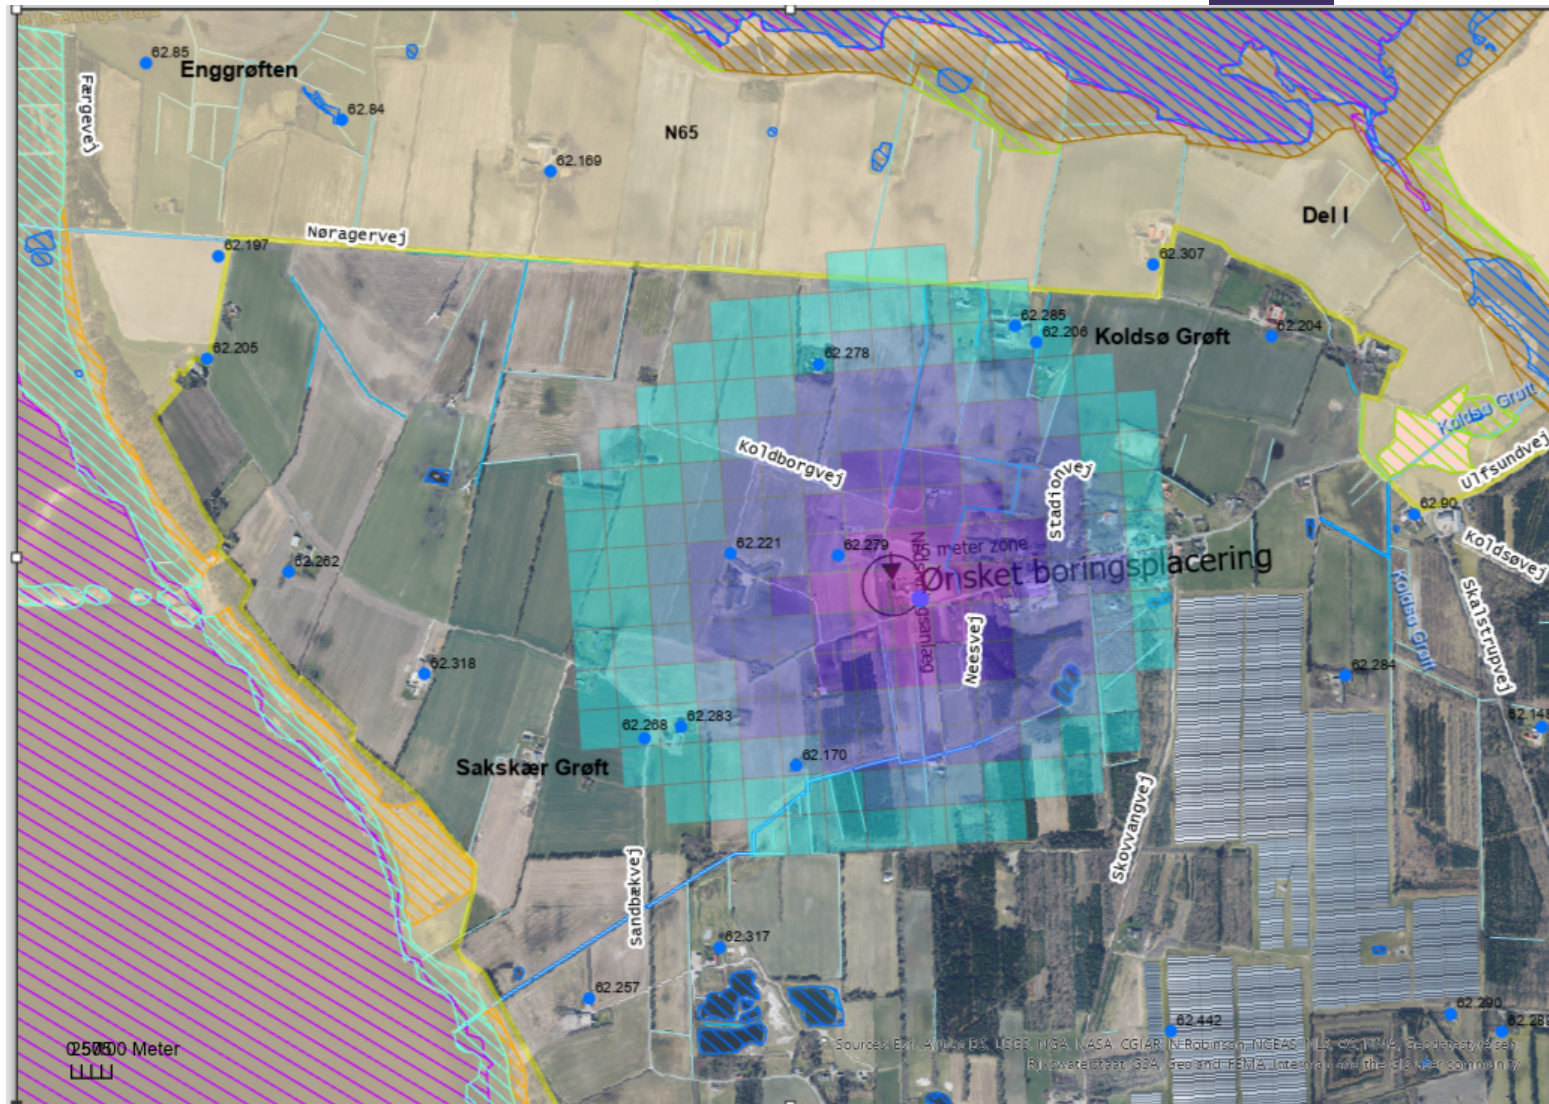 62.85
Enggrøften
Færgevej
62.84
N65
62.169
Del I
Nøragervej
62.197
62.307
62.285
62.206
Koldsø Grøft
62.204
62.205
62.278
Koldsø Grøft
Koldborgvej
Stadionvej
Ulfsundvej
62.90
62.221
62.279
5 meter zone
Koldsøvej
62.262
Ønsket boringsplacering
Koldsø Grøft
Skalstrupvej
Neesvej
62.318
62.284
62.268
62.283
62.170
Sakskær Grøft
Skovvangvej
Sandbækvej
62.317
62.257
62.290
62.442
Meter